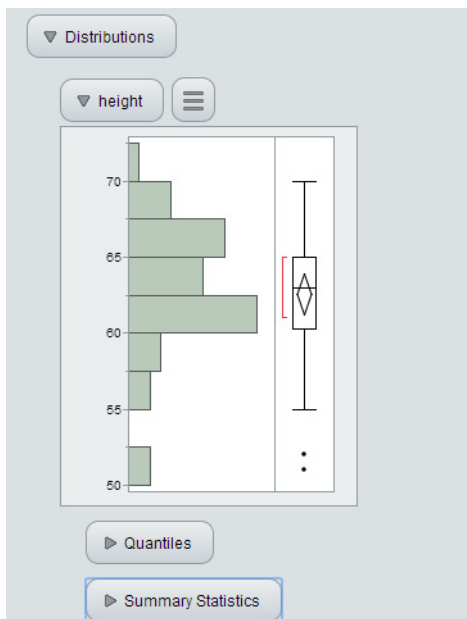 Distributions
height
70
65
60
55
50
Quantiles
Summary Statistics